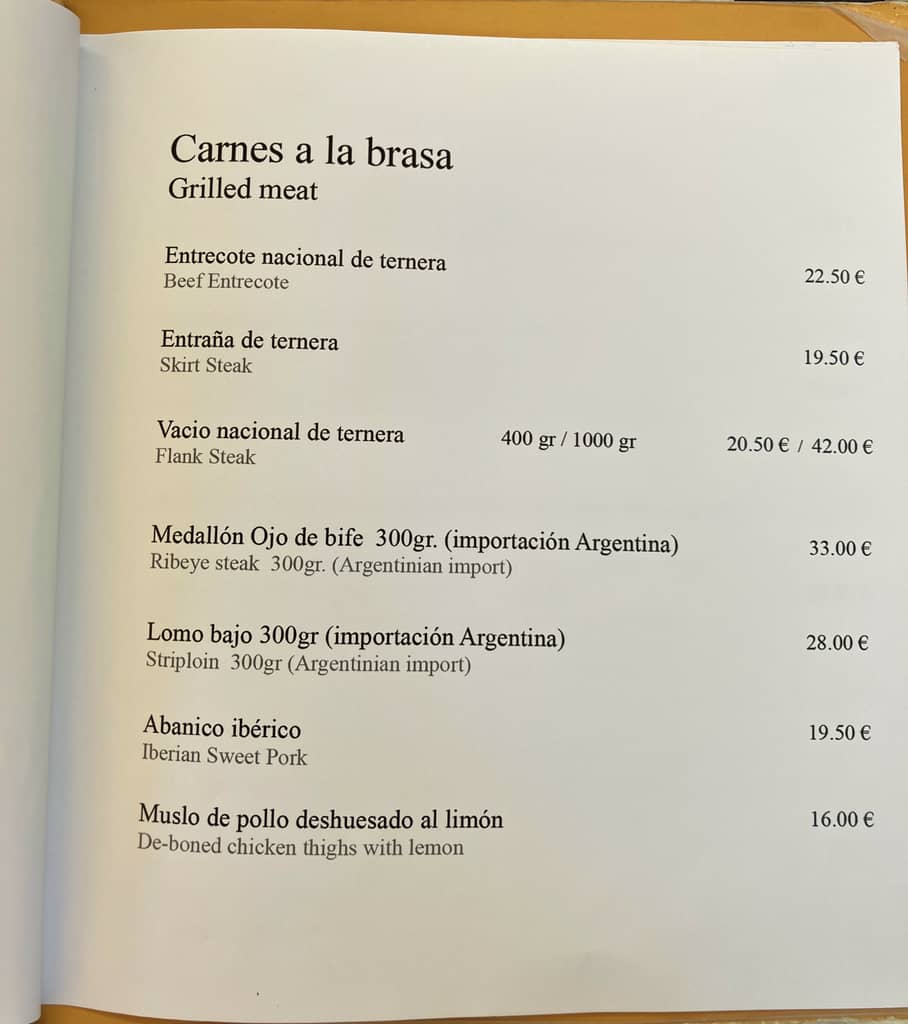 Carnes a la brasa
Grilled meat
Entrecote nacional de ternera
Beef Entrecote
22.50 €
Entraña de ternera
Skirt Steak
19.50 €
Vacio nacional de ternera 400 gr / 1000 gr 20.50 € / 42.00 €
Flank Steak
Medallón Ojo de bife 300gr. (importación Argentina) 33.00 €
Ribeye steak 300gr. (Argentinian import)
Lomo bajo 300gr (importación Argentina) 28.00 €
Striploin 300gr (Argentinian import)
Abanico ibérico 19.50 €
Iberian Sweet Pork
Muslo de pollo deshuesado al limón 16.00 €
De-boned chicken thighs with lemon